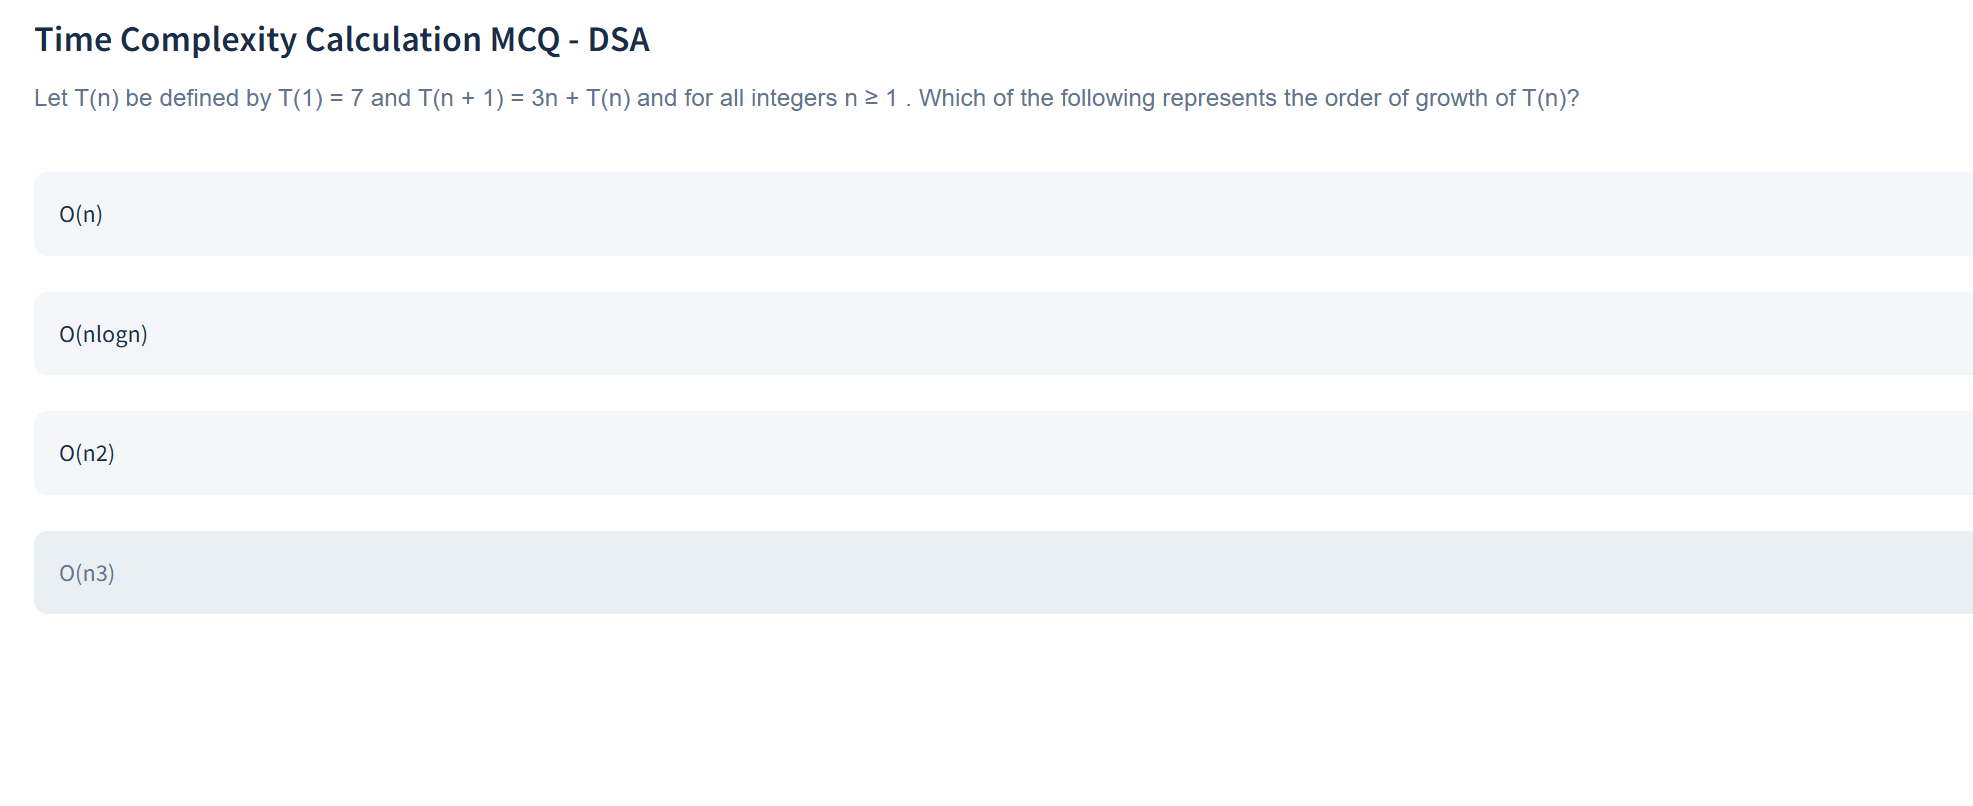 Time Complexity Calculation MCQ - DSA
Let T(n) be defined by T(1) = 7 and T(n + 1) = 3n + T(n) and for all integers n ≥ 1 . Which of the following represents the order of growth of T(n)?
O(n)
O(nlogn)
O(n2)
O(n3)